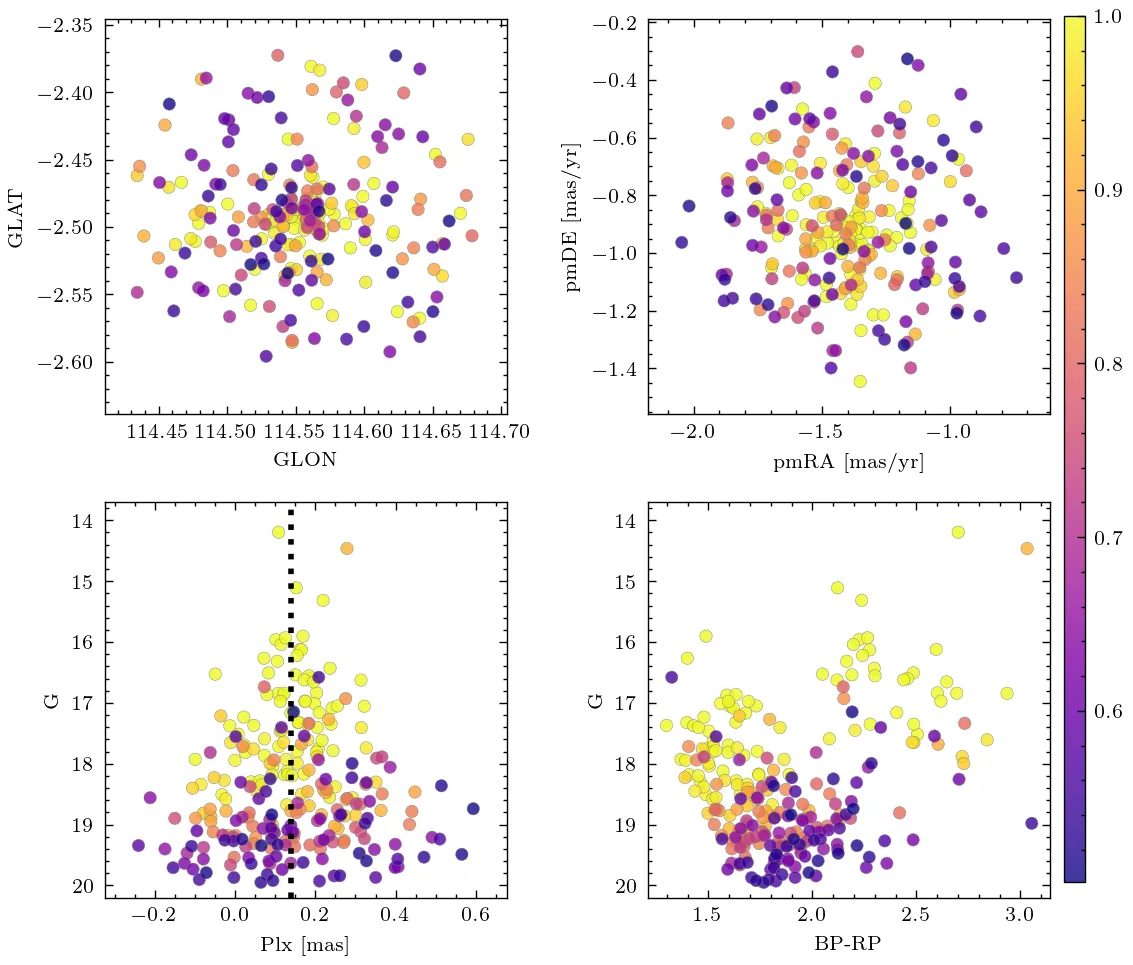 −2.35
−2.40
−2.45
−2.50
−2.55
−2.60
GLAT
114.45 114.50 114.55 114.60 114.65 114.70
GLON
−0.2
−0.4
−0.6
−0.8
−1.0
−1.2
−1.4
pmDE [mas/yr]
−2.0 −1.5 −1.0
pmRA [mas/yr]
1.0
0.9
0.8
0.7
0.6
14
15
16
17
18
19
20
G
−0.2 0.0 0.2 0.4 0.6
Plx [mas]
14
15
16
17
18
19
20
G
1.5 2.0 2.5 3.0
BP-RP